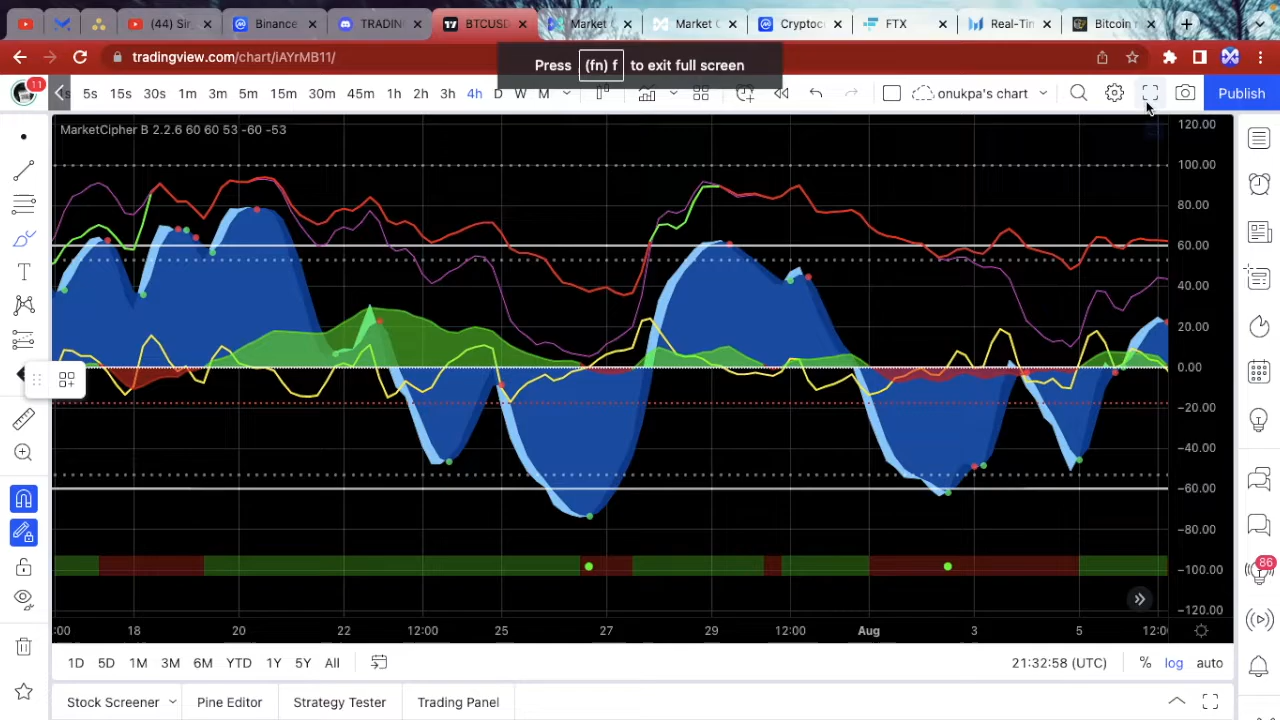 (44) Si
Binance
TRADIN
BTCUSD
Market C
Market C
Cryptoc
FTX
Real-Tim
Bitcoin
tradingview.com/chart/iAYrMB11/
Press (fn) f to exit full screen
11
s 5s 15s 30s 1m 3m 5m 15m 30m 45m 1h 2h 3h 4h D W M
onukpa's chart
Publish
MarketCipher B 2.2.6 60 60 53 -60 -53
120.00
100.00
80.00
60.00
40.00
20.00
0.00
−20.00
−40.00
−60.00
−80.00
−100.00
−120.00
86
:00 18 20 22 12:00 25 27 29 12:00 Aug 3 5 12:0
1D 5D 1M 3M 6M YTD 1Y 5Y All
21:32:58 (UTC) % log auto
Stock Screener Pine Editor Strategy Tester Trading Panel